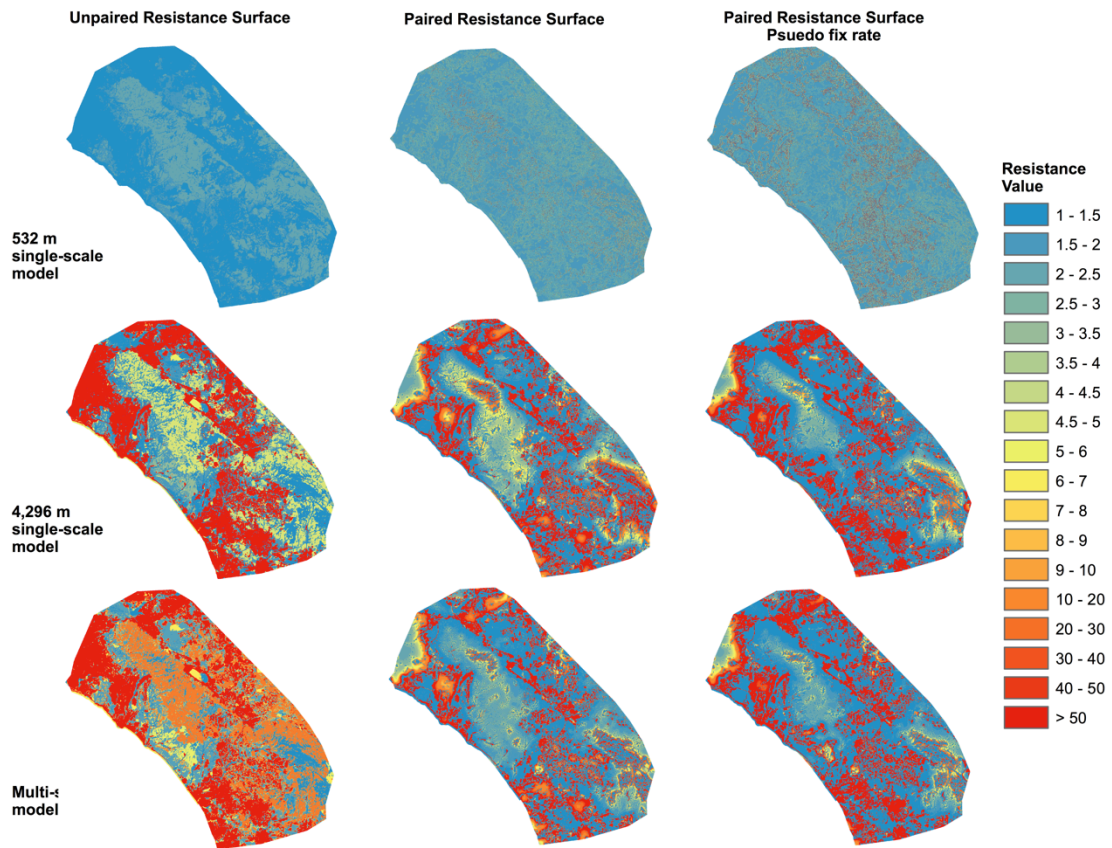 Unpaired Resistance Surface
Paired Resistance Surface
Paired Resistance Surface
Psuedo fix rate
532 m
single-scale
model
4,296 m
single-scale
model
Multi-s
model
Resistance
Value
1 - 1.5
1.5 - 2
2 - 2.5
2.5 - 3
3 - 3.5
3.5 - 4
4 - 4.5
4.5 - 5
5 - 6
6 - 7
7 - 8
8 - 9
9 - 10
10 - 20
20 - 30
30 - 40
40 - 50
> 50